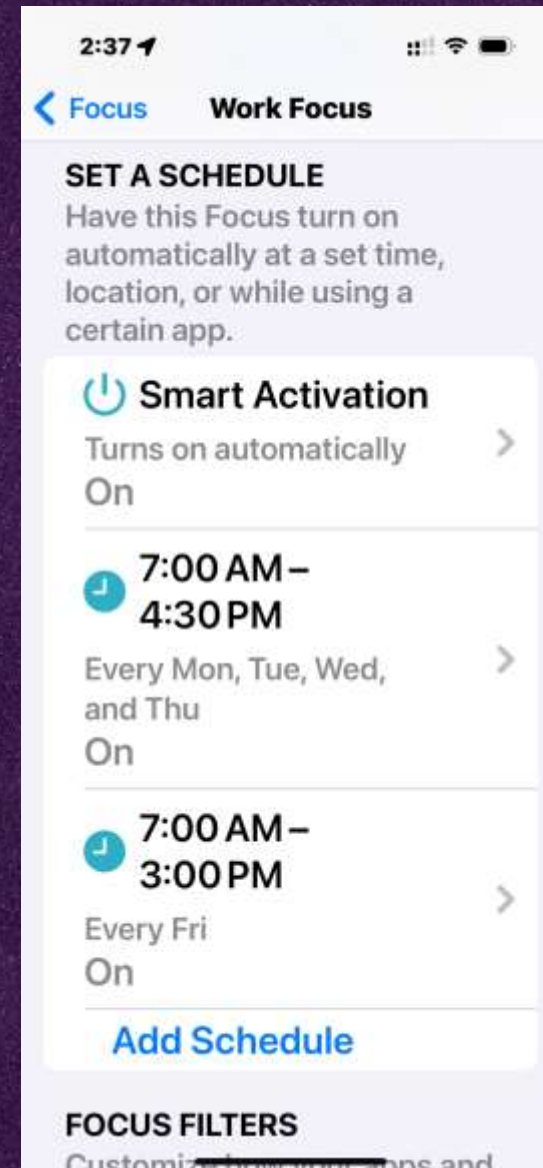 2:37
Focus
Work Focus
SET A SCHEDULE
Have this Focus turn on
automatically at a set time,
location, or while using a
certain app.
Smart Activation
Turns on automatically
On
7:00 AM–
4:30 PM
Every Mon, Tue, Wed,
and Thu
On
7:00 AM–
3:00 PM
Every Fri
On
Add Schedule
FOCUS FILTERS